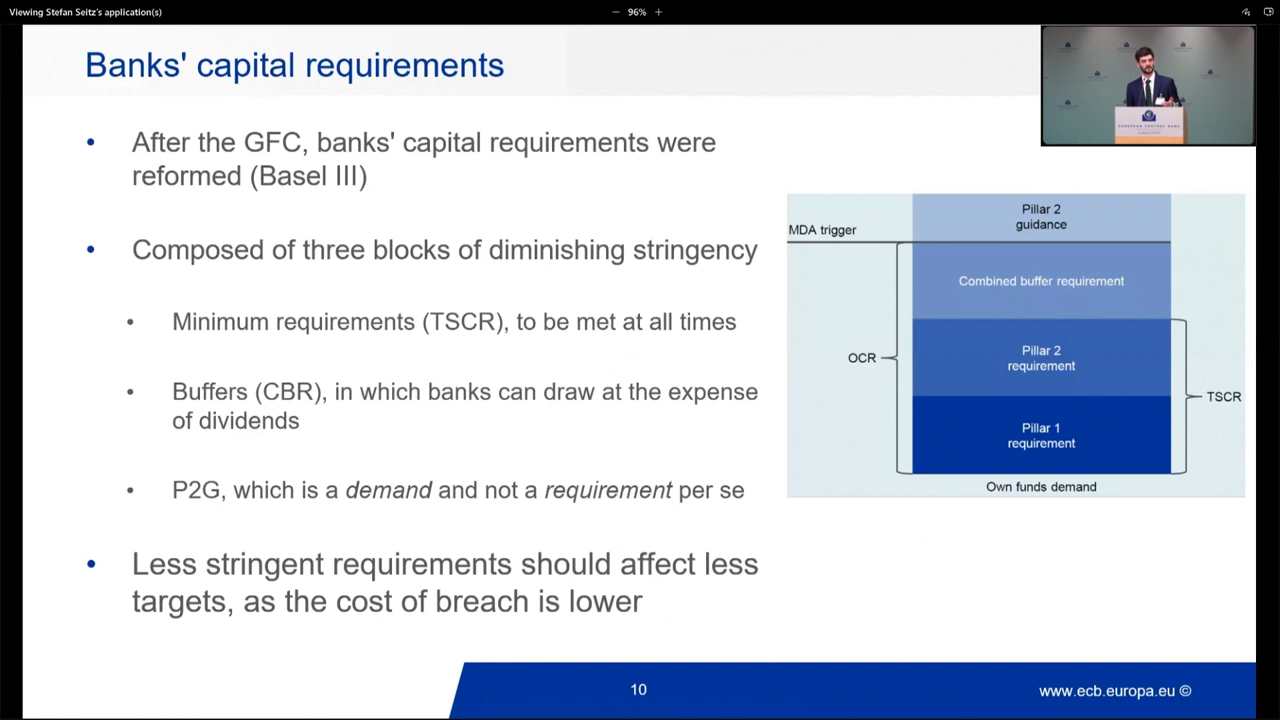 Viewing Stefan Seitz's application(s)
96%
Banks' capital requirements
• After the GFC, banks' capital requirements were
reformed (Basel III)
• Composed of three blocks of diminishing stringency
• Minimum requirements (TSCR), to be met at all times
• Buffers (CBR), in which banks can draw at the expense
of dividends
• P2G, which is a demand and not a requirement per se
• Less stringent requirements should affect less
targets, as the cost of breach is lower
Pillar 2
guidance
MDA trigger
Combined buffer requirement
Pillar 2
requirement
OCR
TSCR
Pillar 1
requirement
Own funds demand
EUROPEAN CENTRAL BANK
10
www.ecb.europa.eu ©